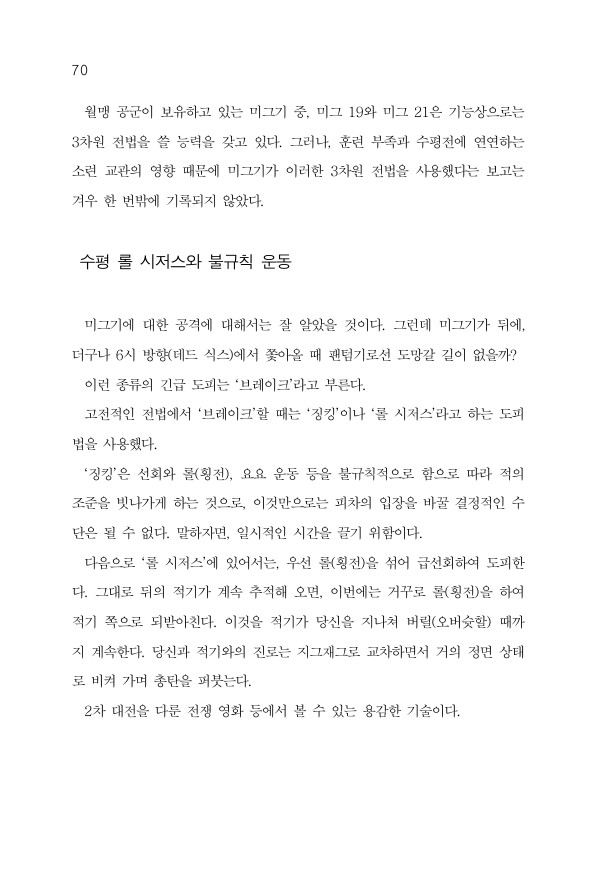 70
월맹 공군이 보유하고 있는 미그기 중, 미그 19와 미그 21은 기능상으로는
3차원 전법을 쓸 능력을 갖고 있다. 그러나, 훈련 부족과 수평전에 연연하는
소련 교관의 영향 때문에 미그기가 이러한 3차원 전법을 사용했다는 보고는
겨우 한 번밖에 기록되지 않았다.
수평 롤 시저스와 불규칙 운동
미그기에 대한 공격에 대해서는 잘 알았을 것이다. 그런데 미그기가 뒤에,
더구나 6시 방향(데드 식스)에서 쫓아올 때 팬텀기로선 도망갈 길이 없을까?
이런 종류의 긴급 도피는 ‘브레이크’라고 부른다.
고전적인 전법에서 ‘브레이크’할 때는 ‘징킹’이나 ‘롤 시저스’라고 하는 도피
법을 사용했다.
‘징킹’은 선회와 롤(횡전), 요요 운동 등을 불규칙적으로 함으로 따라 적의
조준을 빗나가게 하는 것으로, 이것만으로는 피차의 입장을 바꿀 결정적인 수
단은 될 수 없다. 말하자면, 일시적인 시간을 끌기 위함이다.
다음으로 ‘롤 시저스’에 있어서는, 우선 롤(횡전)을 섞어 급선회하여 도피한
다. 그대로 뒤의 적기가 계속 추적해 오면, 이번에는 거꾸로 롤(횡전)을 하여
적기 쪽으로 되받아친다. 이것을 적기가 당신을 지나쳐 버릴(오버슛할) 때까
지 계속한다. 당신과 적기와의 진로는 지그재그로 교차하면서 거의 정면 상태
로 비켜 가며 총탄을 퍼붓는다.
2차 대전을 다룬 전쟁 영화 등에서 볼 수 있는 용감한 기술이다.